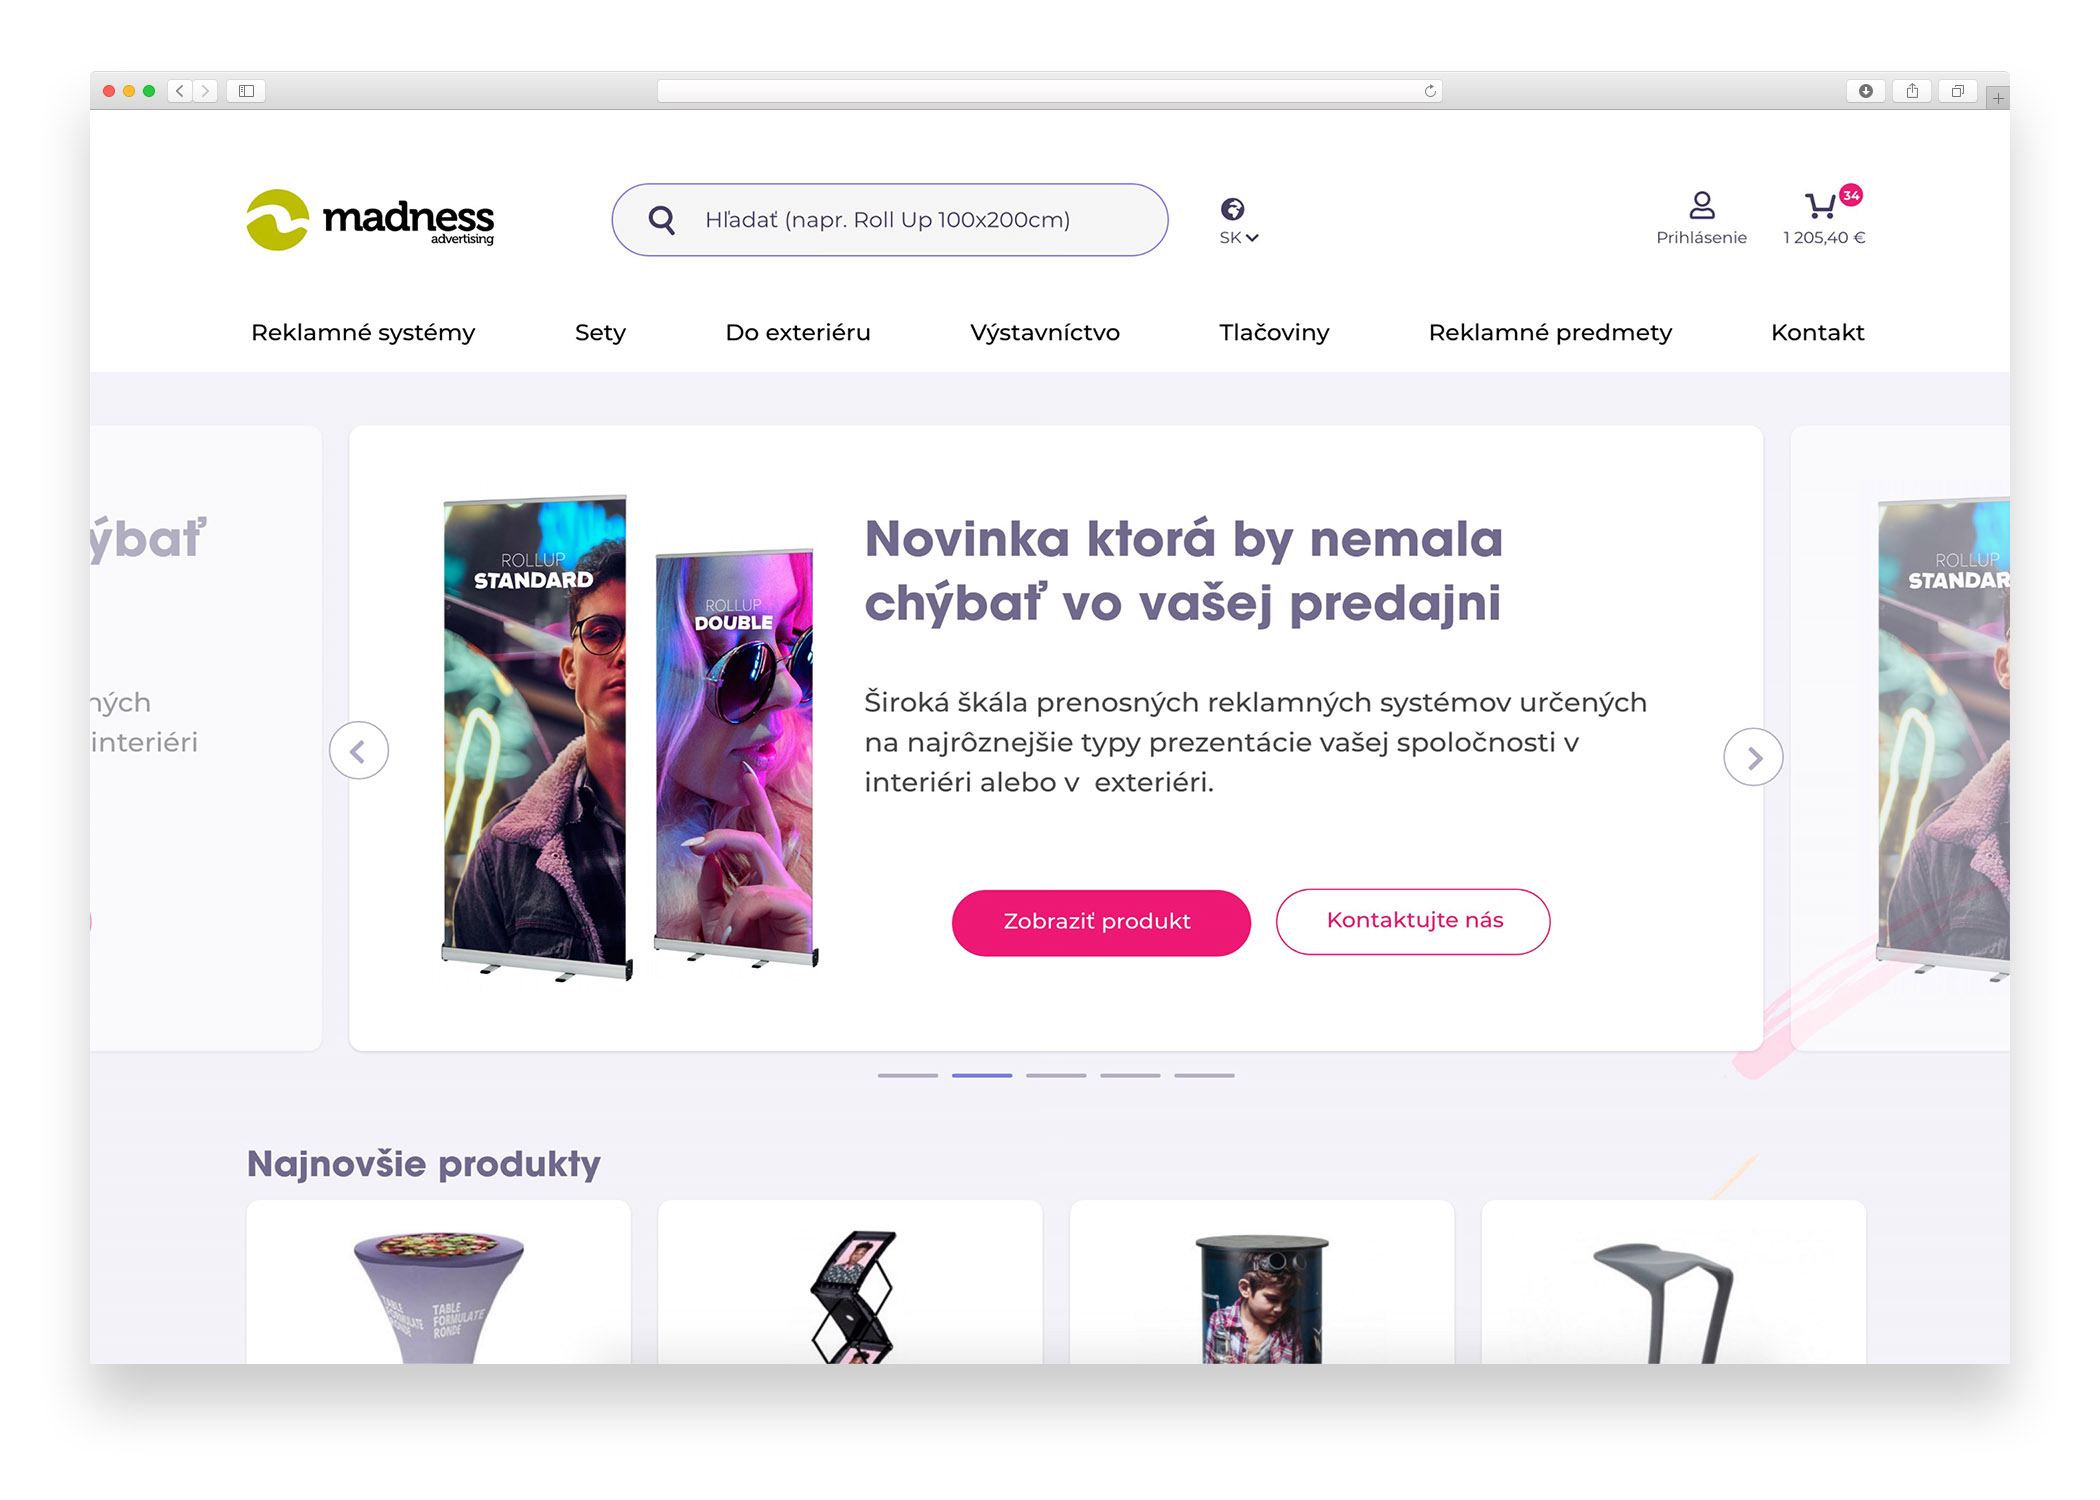 madness
advertising
Hľadať (napr. Roll Up 100x200cm)
SK
Prihlásenie
34
1 205,40 €
Reklamné systémy
Sety
Do exteriéru
Výstavníctvo
Tlačoviny
Reklamné predmety
Kontakt
ýbať
ných
interiéri
ROLLUP
STANDARD
ROLLUP
DOUBLE
Novinka ktorá by nemala
chýbať vo vašej predajni
Široká škála prenosných reklamných systémov určených
na najrôznejšie typy prezentácie vašej spoločnosti v
interiéri alebo v exteriéri.
Zobraziť produkt
Kontaktujte nás
ROLLUP
STANDAR
Najnovšie produkty
TABLE
FORMULATE
RONDE
TABLE
FORMULATE
RONDE